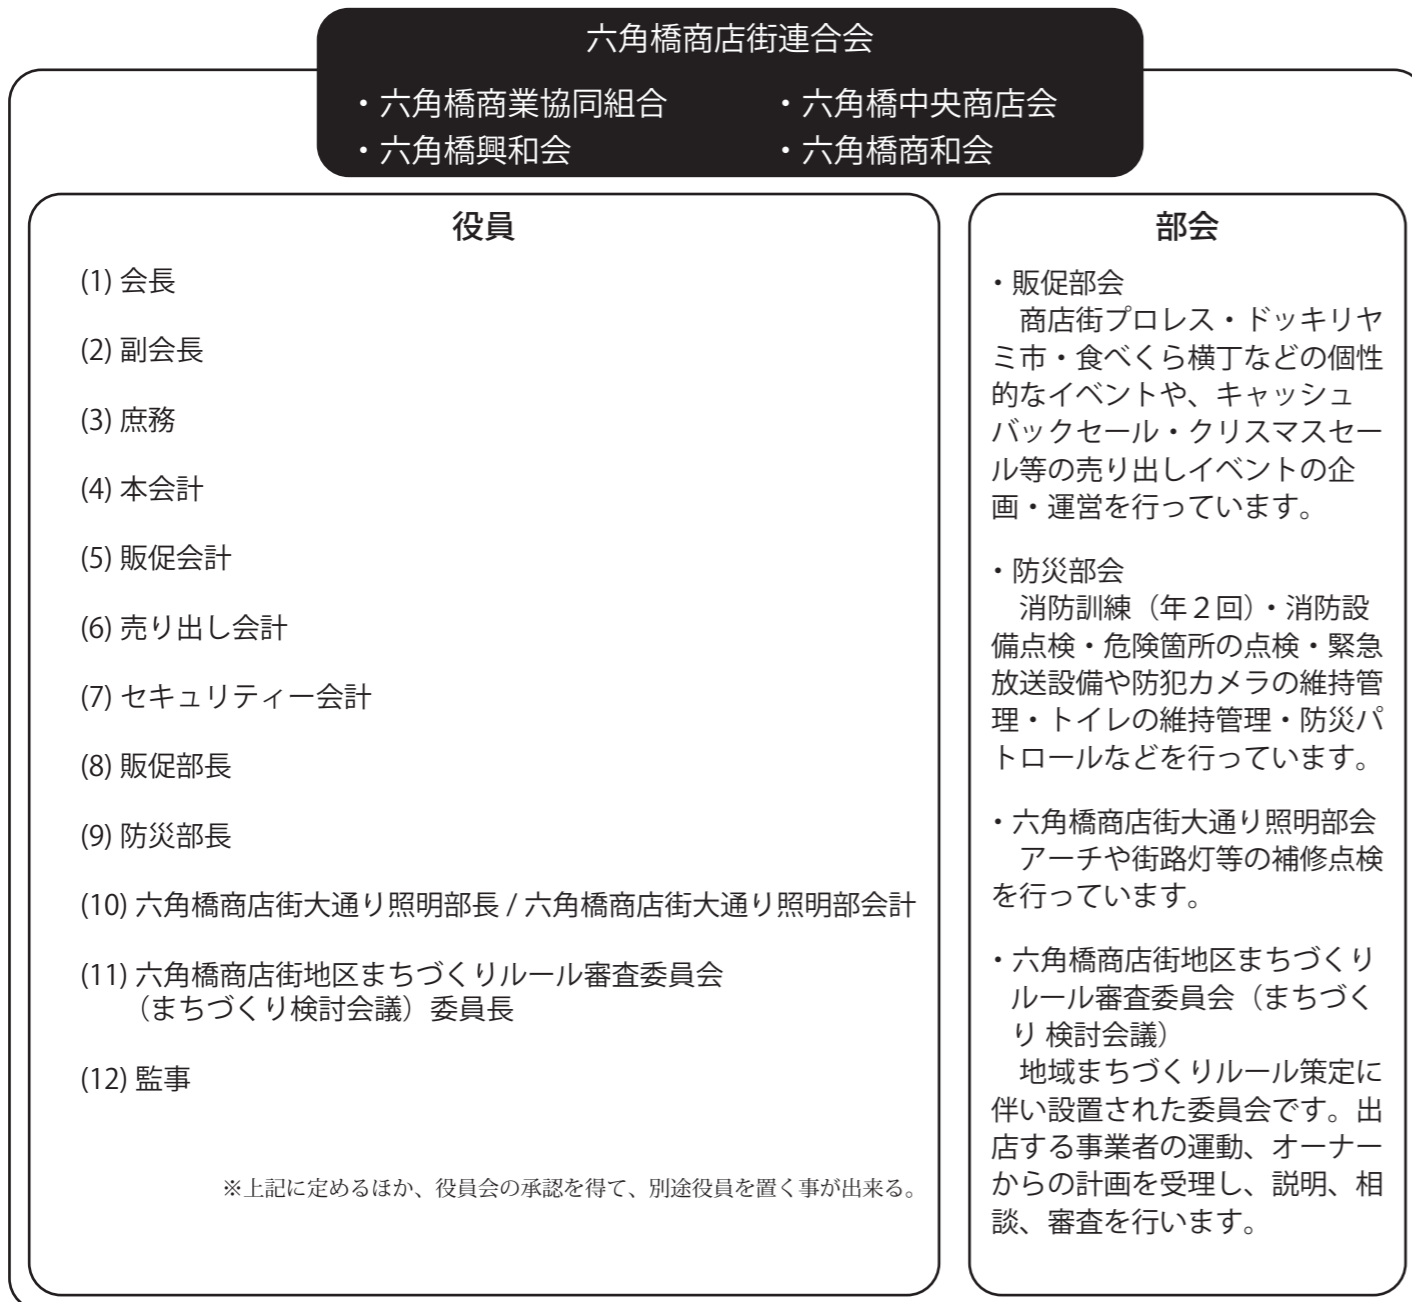 六角橋商店街連合会
・六角橋商業協同組合
・六角橋中央商店会
・六角橋興和会
・六角橋商和会
役員
(1) 会長
(2) 副会長
(3) 庶務
(4) 本会計
(5) 販促会計
(6) 売り出し会計
(7) セキュリティー会計
(8) 販促部長
(9) 防災部長
(10) 六角橋商店街大通り照明部長 / 六角橋商店街大通り照明部会計
(11) 六角橋商店街地区まちづくりルール審査委員会
（まちづくり検討会議）委員長
(12) 監事
※上記に定めるほか、役員会の承認を得て、別途役員を置く事が出来る。
部会
・販促部会
商店街プロレス・ドッキリヤ
ミ市・食べくら横丁などの個性
的なイベントや、キャッシュ
バックセール・クリスマスセー
ル等の売り出しイベントの企
画・運営を行っています。
・防災部会
消防訓練（年２回）・消防設
備点検・危険箇所の点検・緊急
放送設備や防犯カメラの維持管
理・トイレの維持管理・防災パ
トロールなどを行っています。
・六角橋商店街大通り照明部会
アーチや街路灯等の補修点検
を行っています。
・六角橋商店街地区まちづくり
ルール審査委員会（まちづく
り 検討会議）
地域まちづくりルール策定に
伴い設置された委員会です。出
店する事業者の運動、オーナー
からの計画を受理し、説明、相
談、審査を行います。